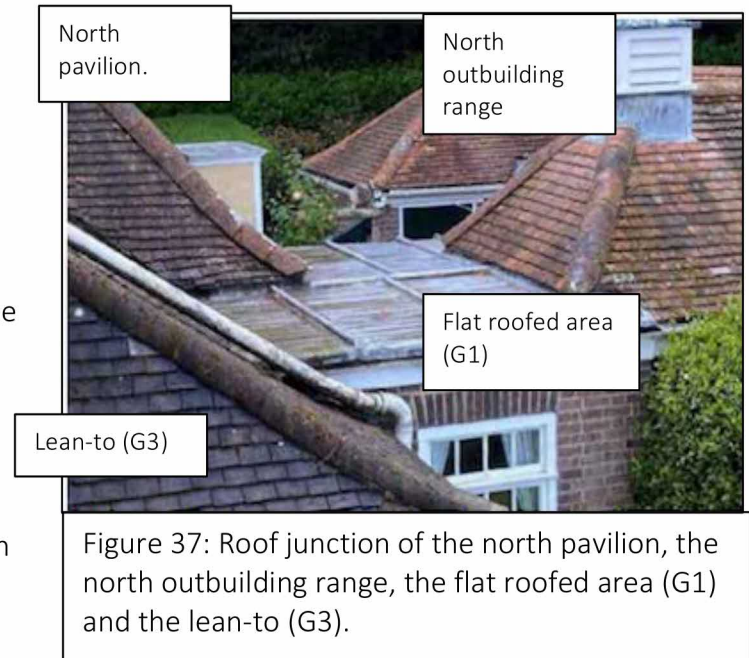 North
pavilion.
North
outbuilding
range
e
Flat roofed area
(G1)
Lean-to (G3)
n
Figure 37: Roof junction of the north pavilion, the
north outbuilding range, the flat roofed area (G1)
and the lean-to (G3).